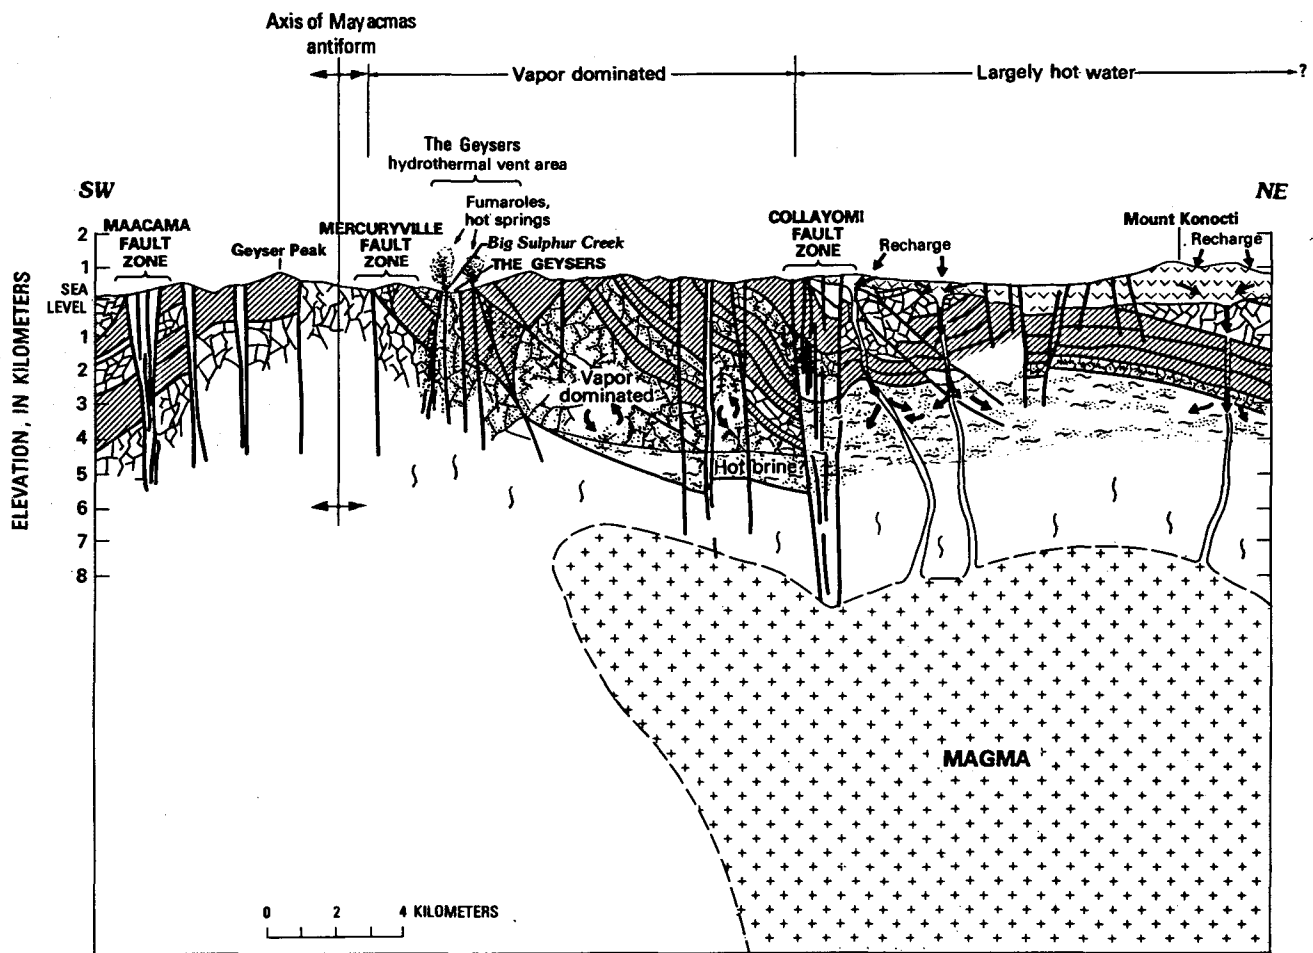 Axis of Mayacmas
antiform
Vapor dominated
Largely hot water
?
The Geysers
hydrothermal vent area
SW
NE
Fumaroles,
hot springs
MAACAMA
FAULT
ZONE
Geyser Peak
MERCURYVILLE
FAULT
ZONE
Big Sulphur Creek
THE GEYSERS
COLLAYOMI
FAULT
ZONE
Recharge
Mount Konocti
Recharge
ELEVATION, IN KILOMETERS
2
1
SEA
LEVEL
1
2
3
4
5
6
7
8
Vapor
dominated
? Hot brine?
MAGMA
0 2 4 KILOMETERS